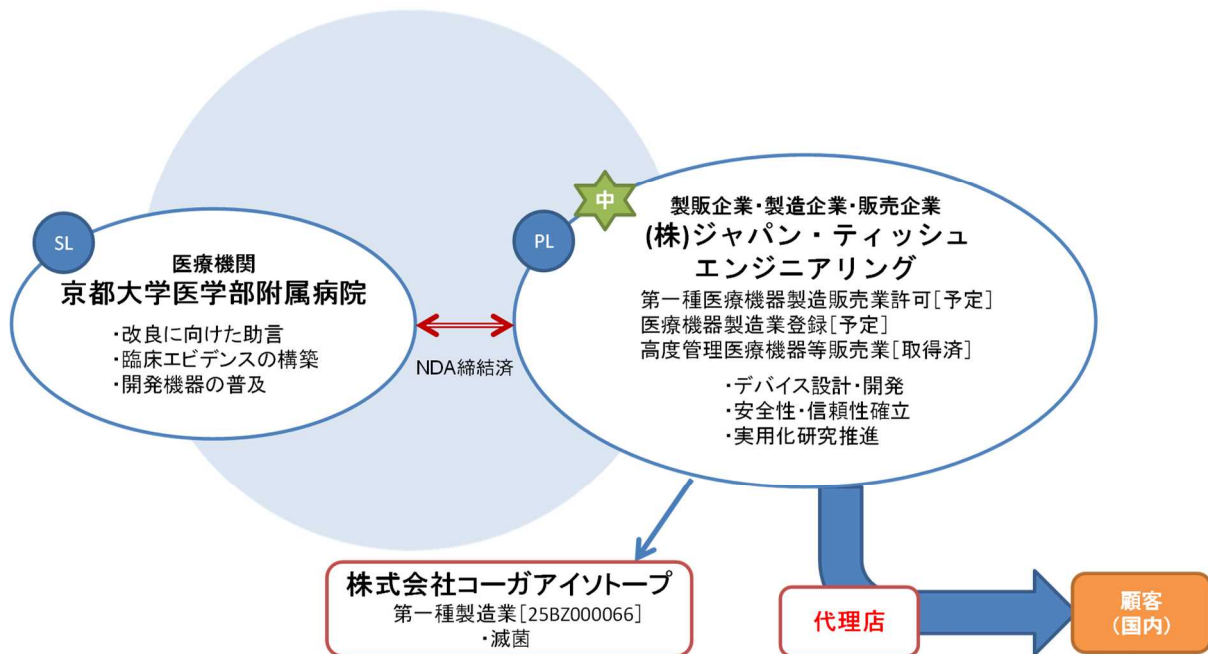 SL
医療機関
京都大学医学部附属病院
・改良に向けた助言
・臨床エビデンスの構築
・開発機器の普及
NDA締結済
中
PL
製販企業・製造企業・販売企業
(株)ジャパン・ティッシュ
エンジニアリング
第一種医療機器製造販売業許可[予定]
医療機器製造業登録[予定]
高度管理医療機器等販売業[取得済]
・デバイス設計・開発
・安全性・信頼性確立
・実用化研究推進
株式会社コーガアイソトープ
第一種製造業[25BZ000066]
・滅菌
代理店
顧客
(国内)